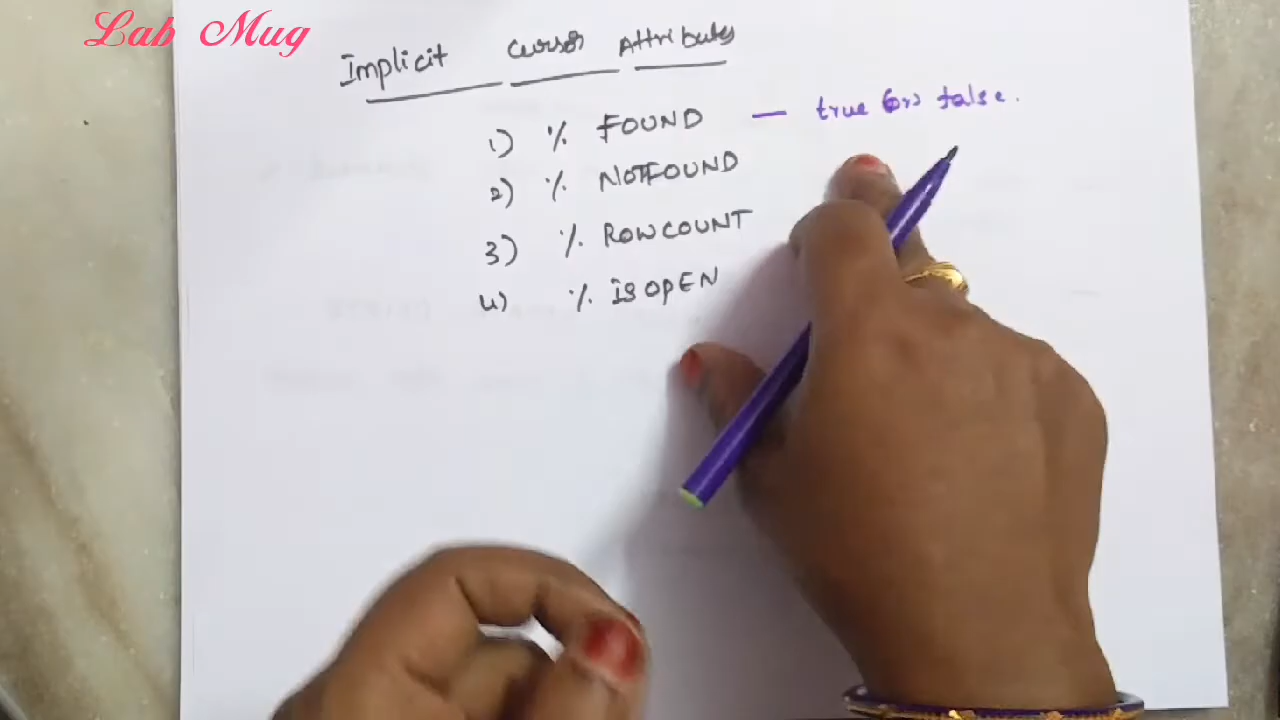 Lab Mug
Implicit cursor Attributes
1) % FOUND — true (or) false.
2) % NOTFOUND
3) % ROWCOUNT
4) % ISOPEN